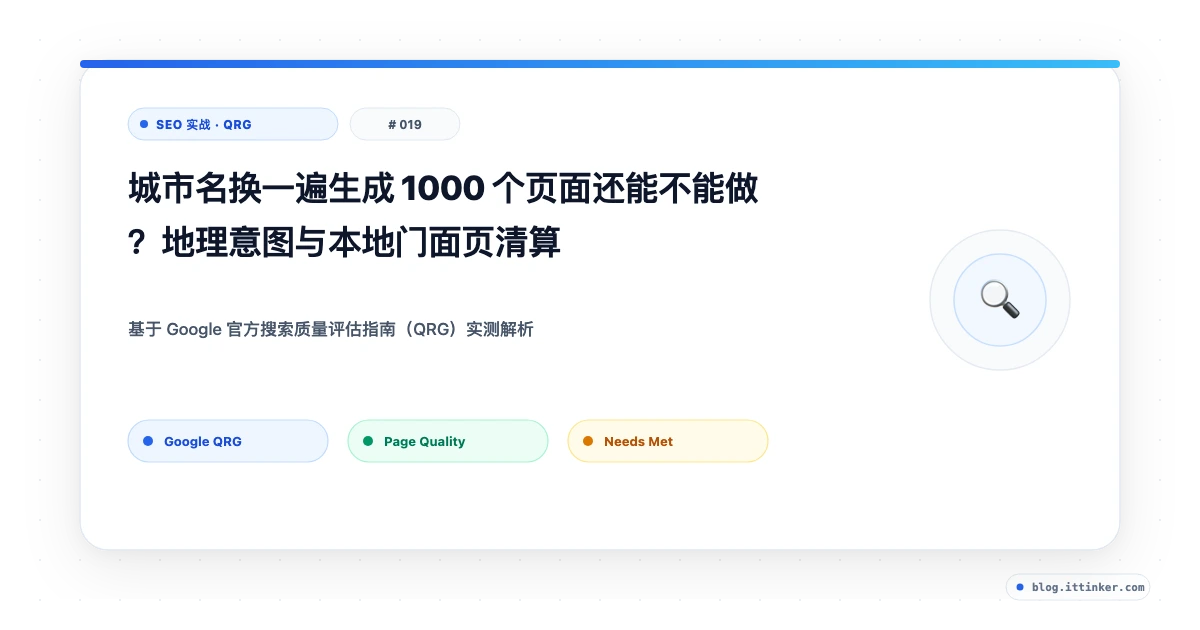 SEO 实战 · QRG
# 019
城市名换一遍生成 1000 个页面还能不能做
？地理意图与本地门面页清算
基于 Google 官方搜索质量评估指南（QRG）实测解析
Google QRG
Page Quality
Needs Met
blog.ittinker.com